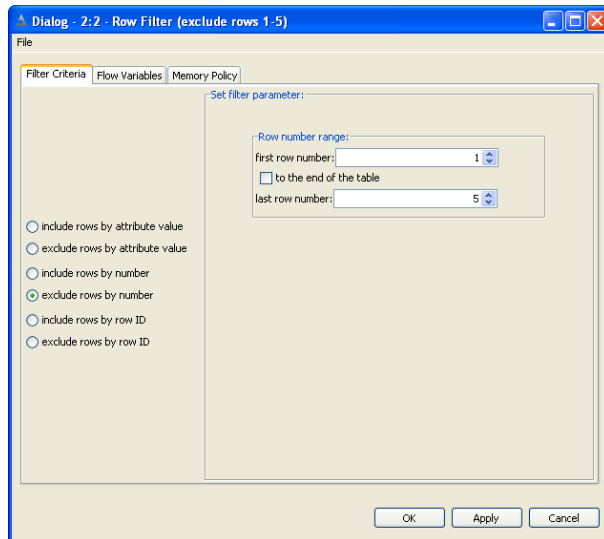 Dialog - 2:2 - Row Filter (exclude rows 1-5)
File
Filter Criteria Flow Variables Memory Policy
Set filter parameter:
Row number range:
first row number: 1
to the end of the table
last row number: 5
include rows by attribute value
exclude rows by attribute value
include rows by number
exclude rows by number
include rows by row ID
exclude rows by row ID
OK Apply Cancel